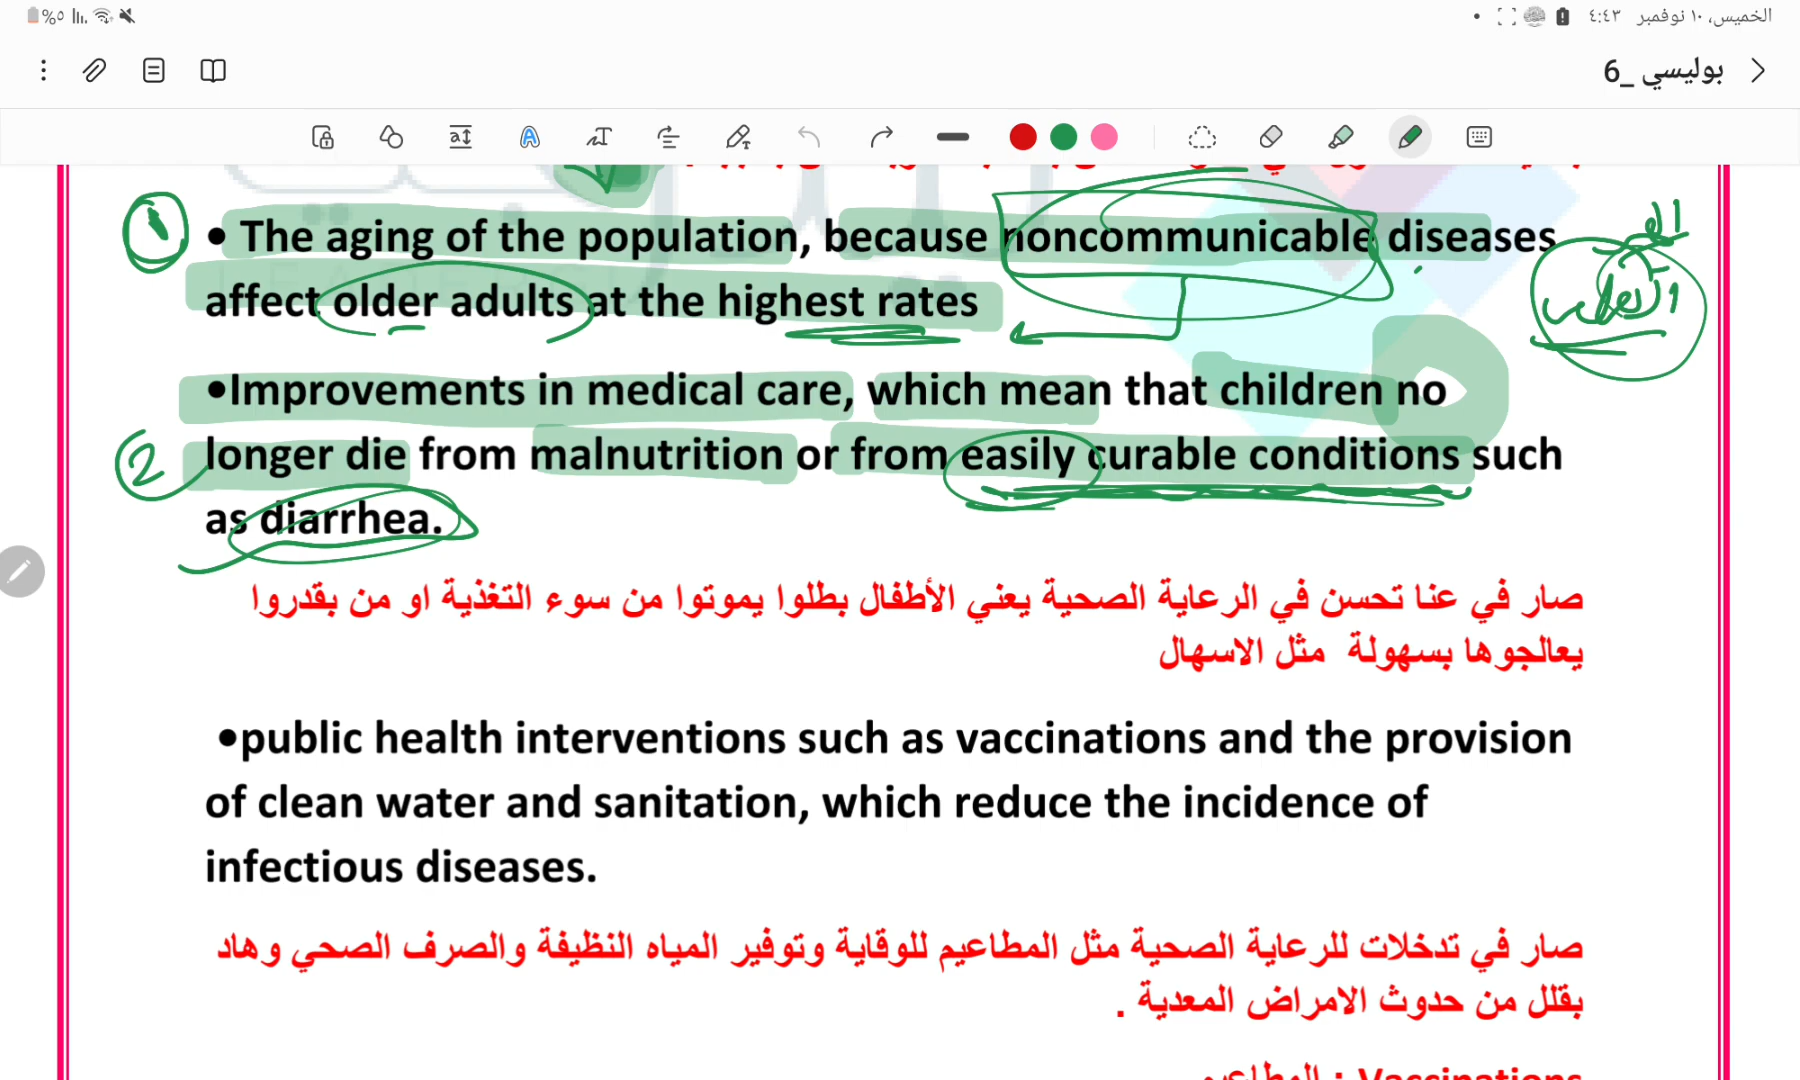 الخميس، ١٠ نوفمبر ٤:٤٣
%٥
بوليسي _6
• The aging of the population, because noncommunicable diseases
affect older adults at the highest rates
•Improvements in medical care, which mean that children no
longer die from malnutrition or from easily curable conditions such
as diarrhea.
1
2
صار في عنا تحسن في الرعاية الصحية يعني الأطفال بطلوا يموتوا من سوء التغذية او من بقدروا
يعالجوها بسهولة مثل الاسهال
•public health interventions such as vaccinations and the provision
of clean water and sanitation, which reduce the incidence of
infectious diseases.
صار في تدخلات للرعاية الصحية مثل المطاعيم للوقاية وتوفير المياه النظيفة والصرف الصحي وهاد
بقلل من حدوث الامراض المعدية .
Vaccinations : المطاعيم